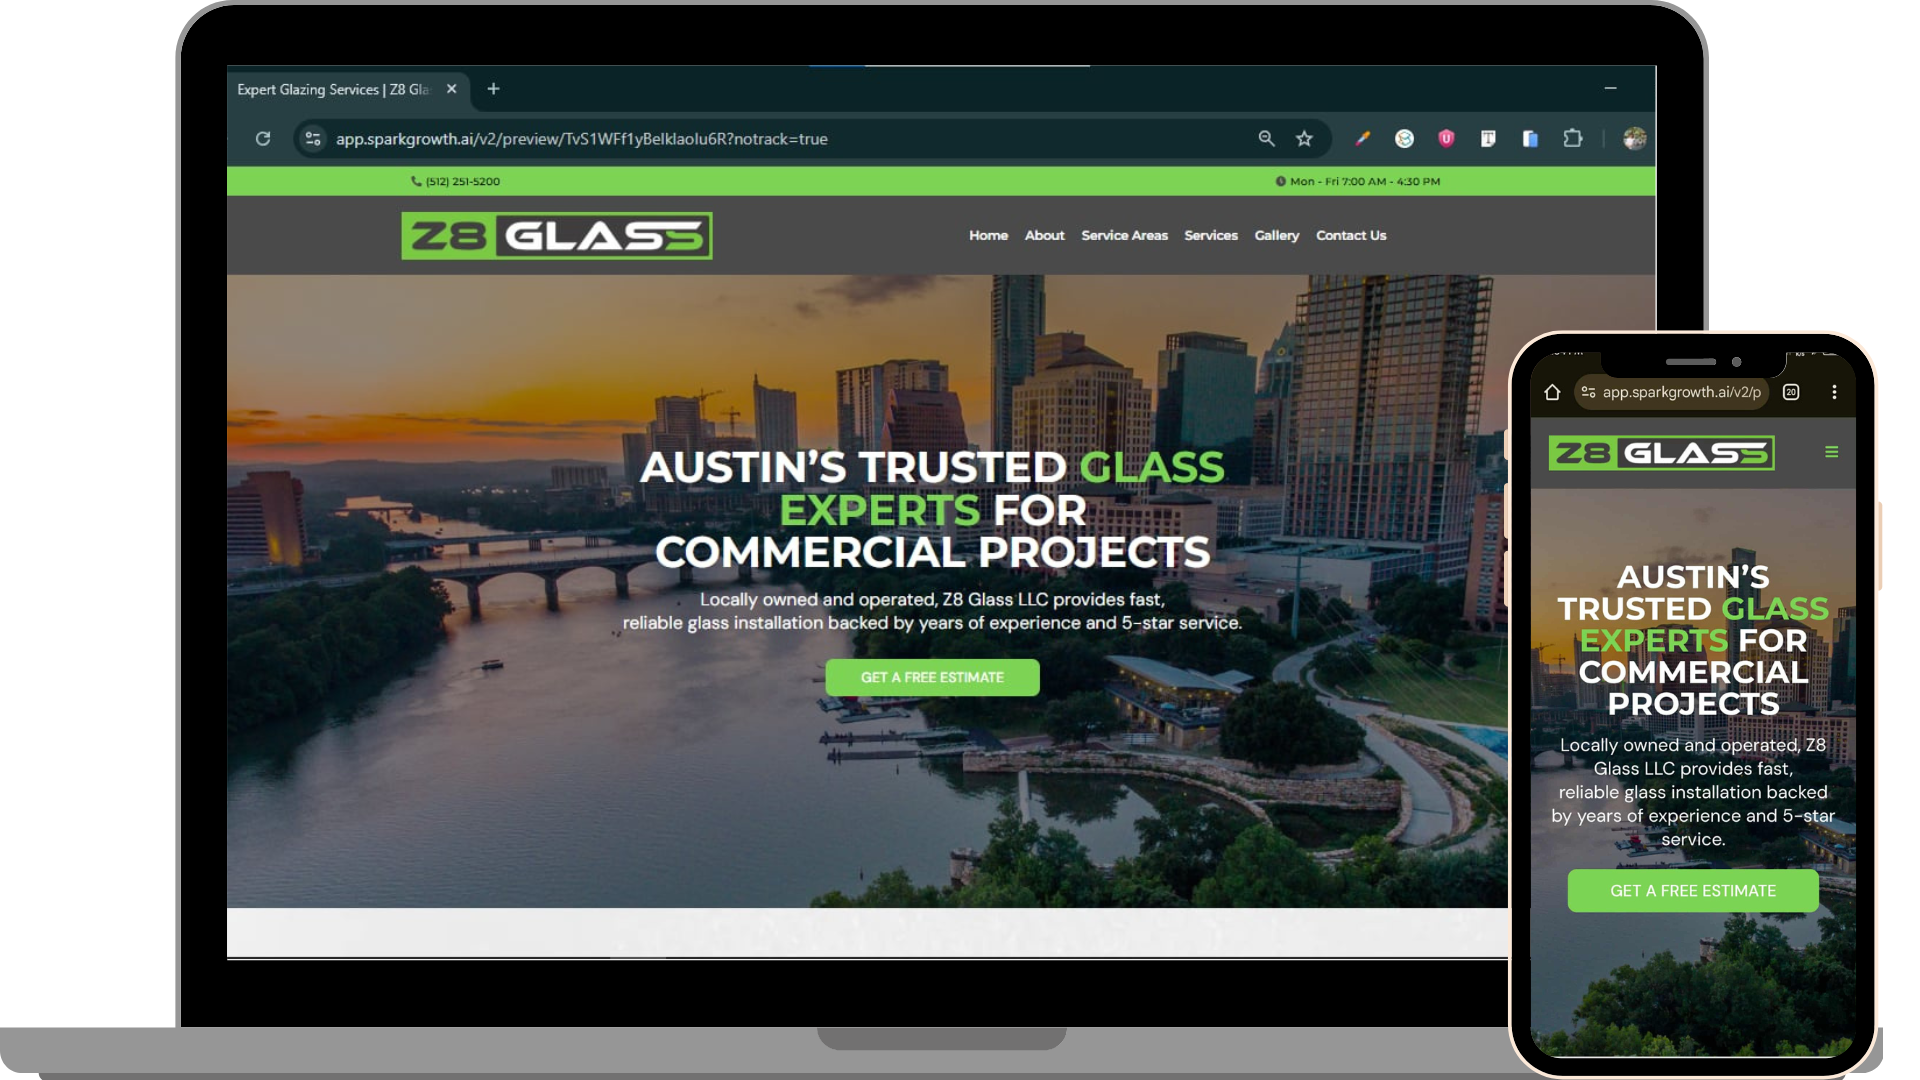 Expert Glazing Services | Z8 Gla
app.sparkgrowth.ai/v2/preview/TvS1WFf1yBelklaolu6R?notrack=true
(512) 251-5200
Mon - Fri 7:00 AM - 4:30 PM
Z8 GLASS
Home About Service Areas Services Gallery Contact Us
AUSTIN’S TRUSTED GLASS
EXPERTS FOR
COMMERCIAL PROJECTS
Locally owned and operated, Z8 Glass LLC provides fast,
reliable glass installation backed by years of experience and 5-star service.
GET A FREE ESTIMATE
app.sparkgrowth.ai/v2/p
20
Z8 GLASS
AUSTIN’S
TRUSTED GLASS
EXPERTS FOR
COMMERCIAL
PROJECTS
Locally owned and operated, Z8
Glass LLC provides fast,
reliable glass installation backed
by years of experience and 5-star
service.
GET A FREE ESTIMATE